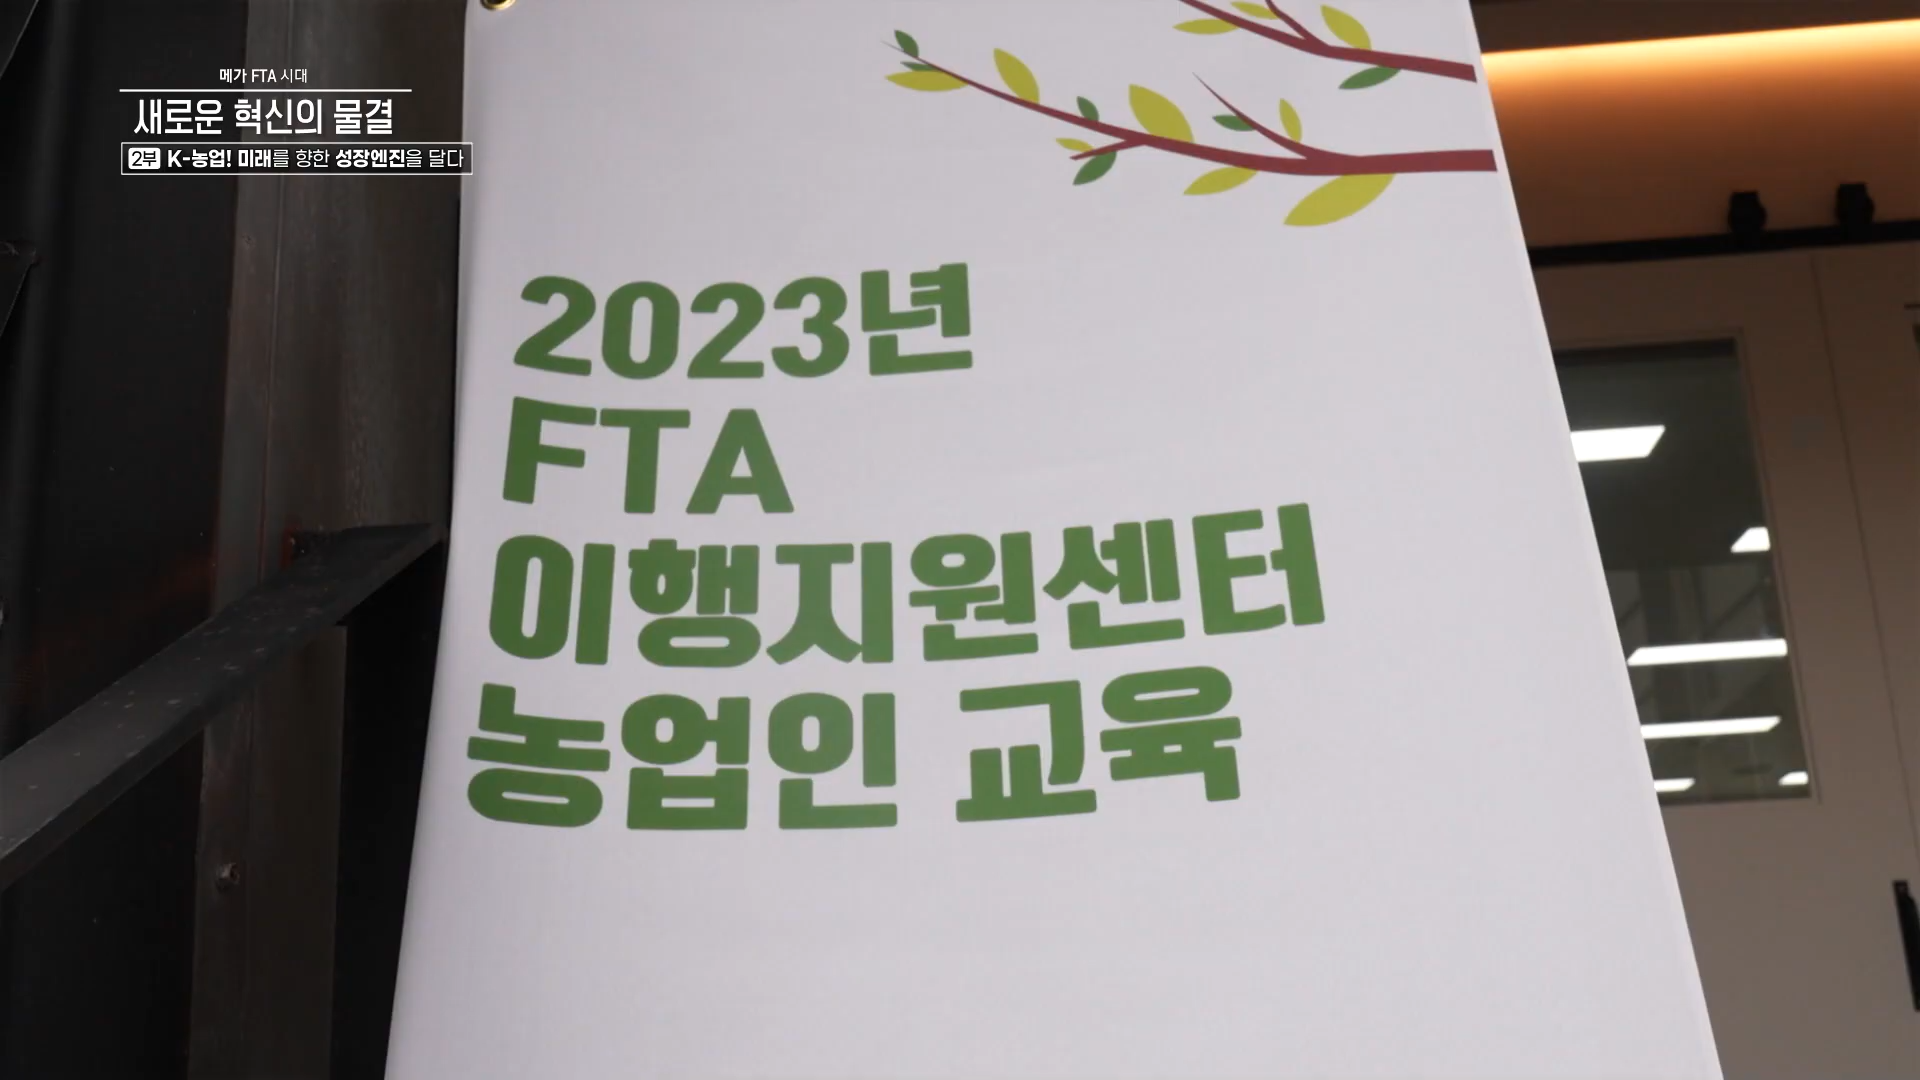 메가 FTA 시대
새로운 혁신의 물결
2부 K-농업! 미래를 향한 성장엔진을 달다
2023년
FTA
이행지원센터
농업인 교육